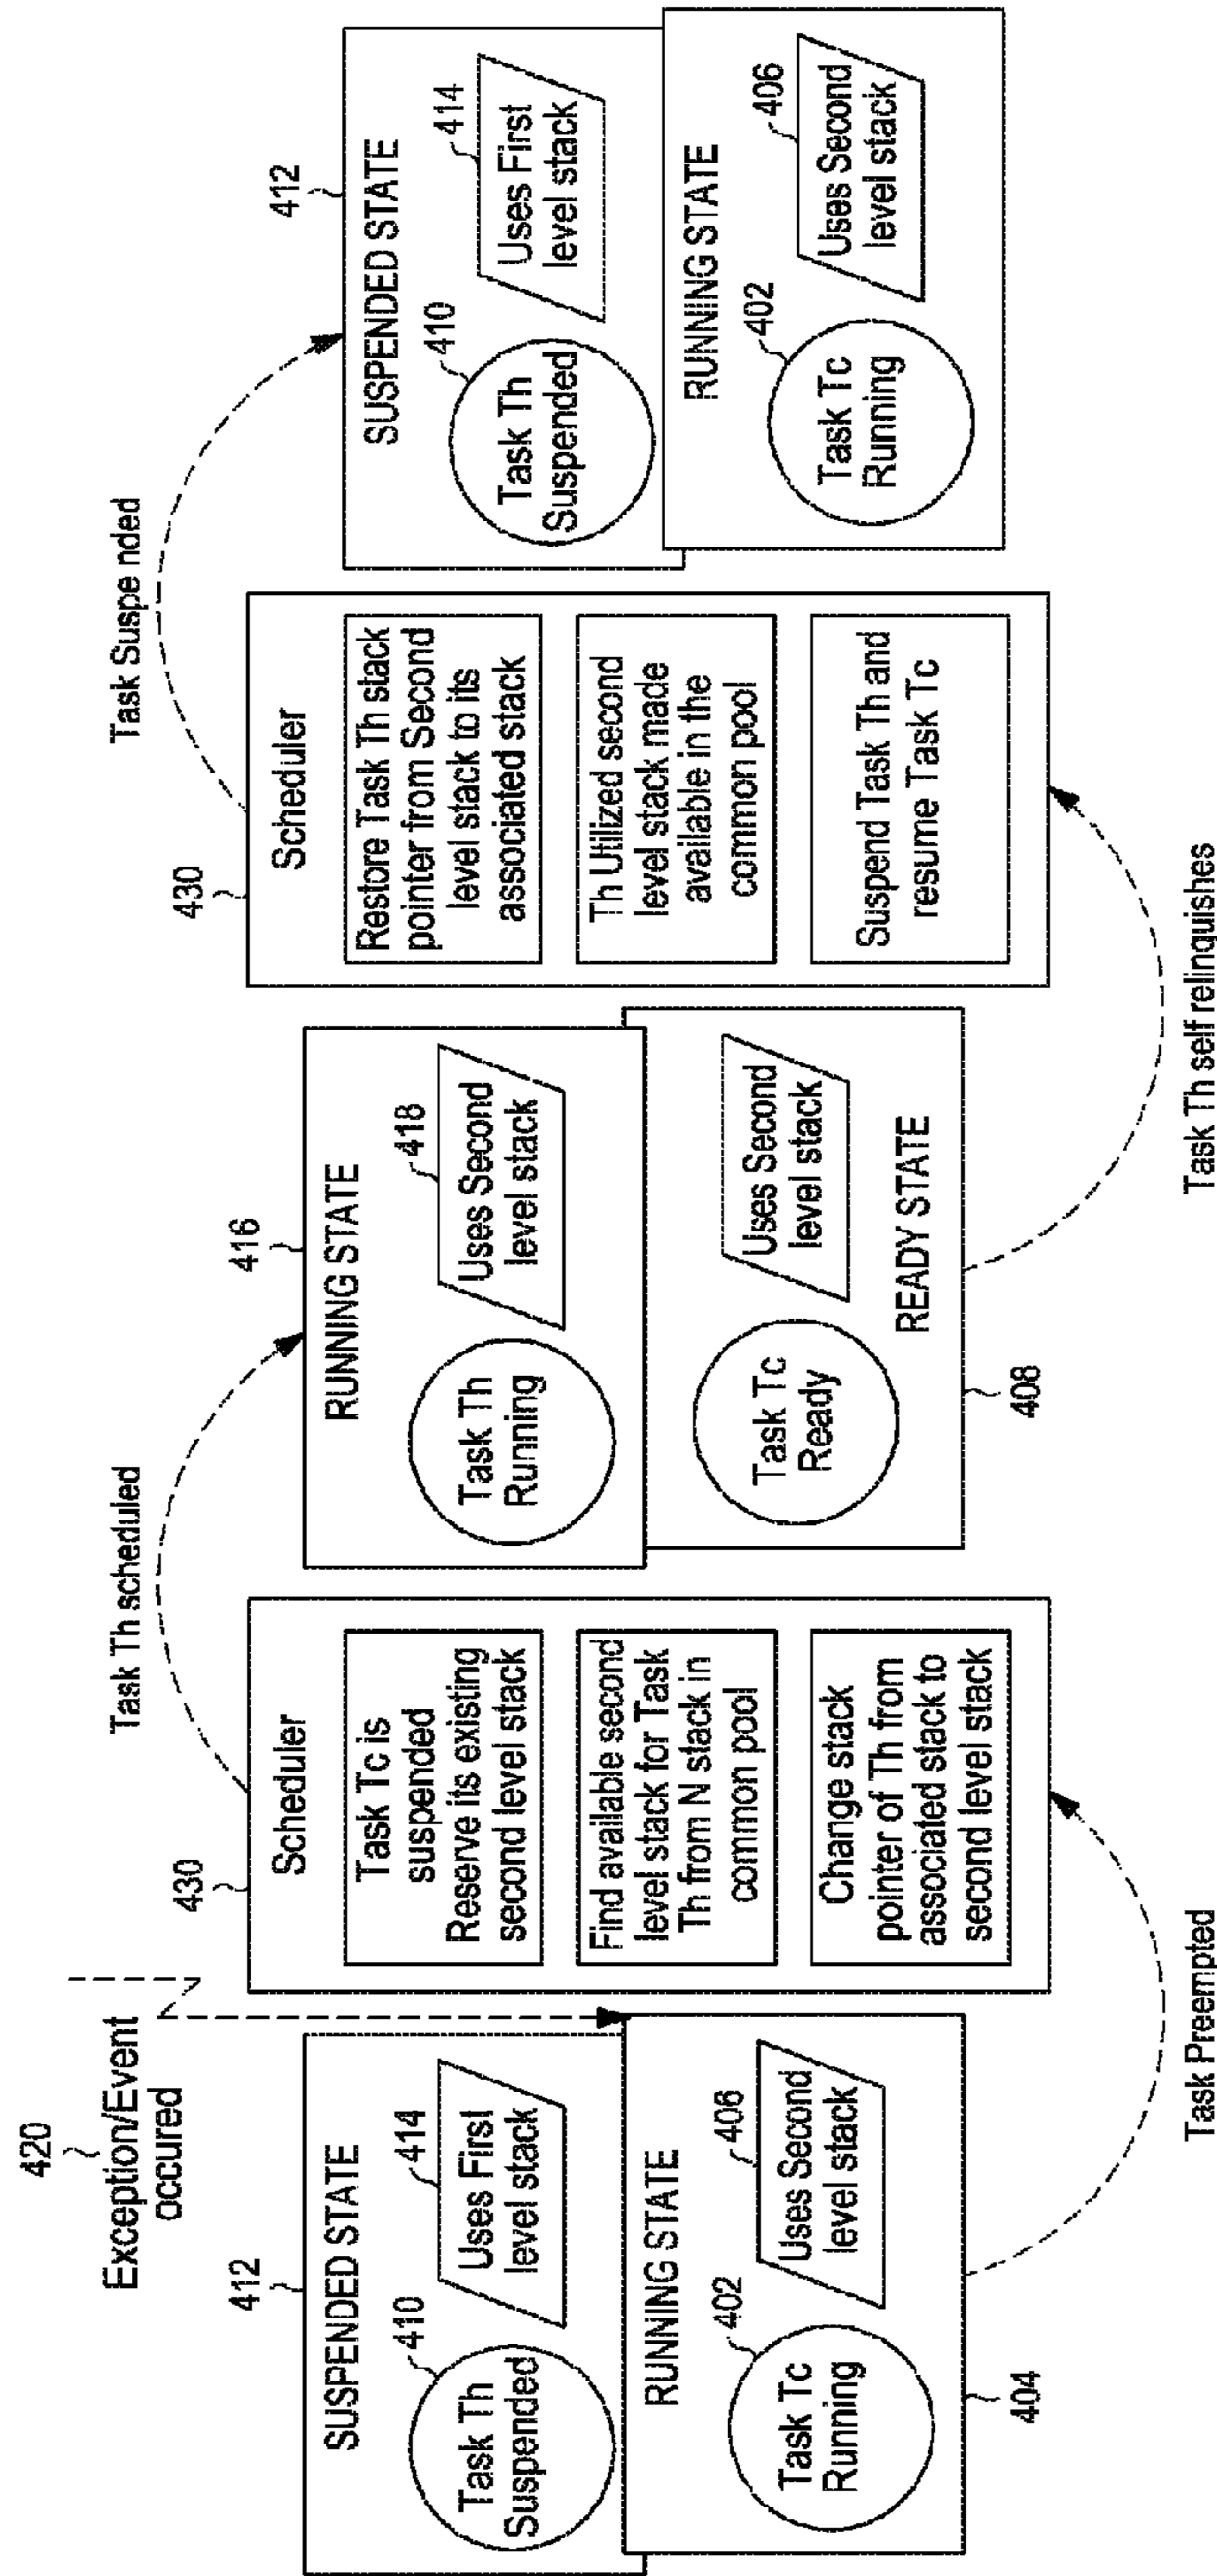 420
Exception/Event
occured
412
SUSPENDED STATE
410
Task Th
Suspended
414
Uses First
level stack
RUNNING STATE
402
Task Tc
Running
406
Uses Second
level stack
404
Task Preempted
430
Scheduler
Task Tc is
suspended
Reserve its existing
second level stack
Find available second
level stack for Task
Th from N stack in
common pool
Change stack
pointer of Th from
associated stack to
second level stack
Task Th scheduled
416
RUNNING STATE
Task Th
Running
418
Uses Second
level stack
Task Tc
Ready
Uses Second
level stack
READY STATE
408
Task Th self relinquishes
430
Scheduler
Restore Task Th stack
pointer from Second
level stack to its
associated stack
Th Utilized second
level stack made
available in the
common pool
Suspend Task Th and
resume Task Tc
Task Suspe nded
412
SUSPENDED STATE
410
Task Th
Suspended
414
Uses First
level stack
RUNNING STATE
402
Task Tc
Running
406
Uses Second
level stack